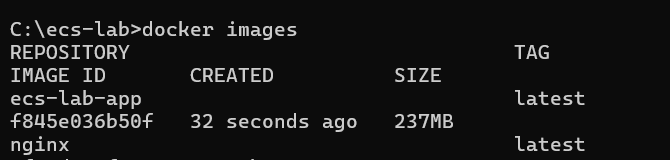 C:\ecs-lab>docker images
REPOSITORY TAG
IMAGE ID CREATED SIZE
ecs-lab-app latest
f845e036b50f 32 seconds ago 237MB
nginx latest